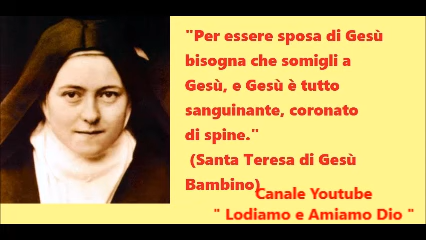 "Per essere sposa di Gesù
bisogna che somigli a
Gesù, e Gesù è tutto
sanguinante, coronato
di spine."
(Santa Teresa di Gesù
Bambino)
Canale Youtube
" Lodiamo e Amiamo Dio "